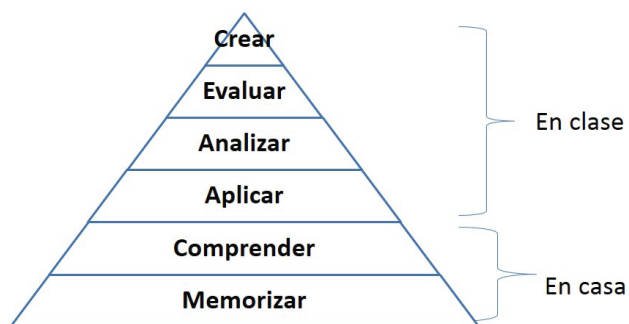 Crear
Evaluar
Analizar
Aplicar
Comprender
Memorizar
En clase
En casa